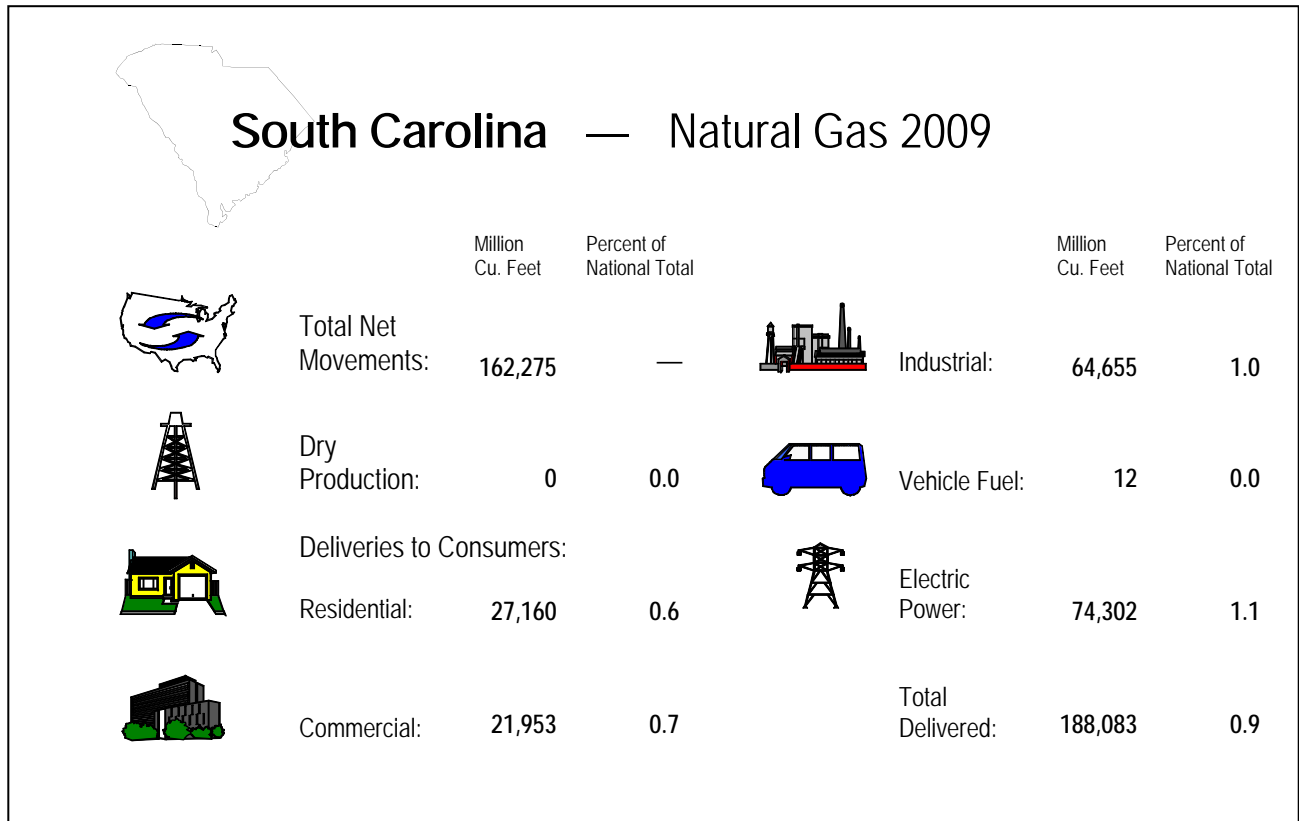 South Carolina — Natural Gas 2009
Million Cu. Feet
Percent of National Total
Total Net
Movements: 162,275 —
Dry
Production: 0 0.0
Deliveries to Consumers:
Residential: 27,160 0.6
Commercial: 21,953 0.7
Million Cu. Feet
Percent of National Total
Industrial: 64,655 1.0
Vehicle Fuel: 12 0.0
Electric
Power: 74,302 1.1
Total
Delivered: 188,083 0.9